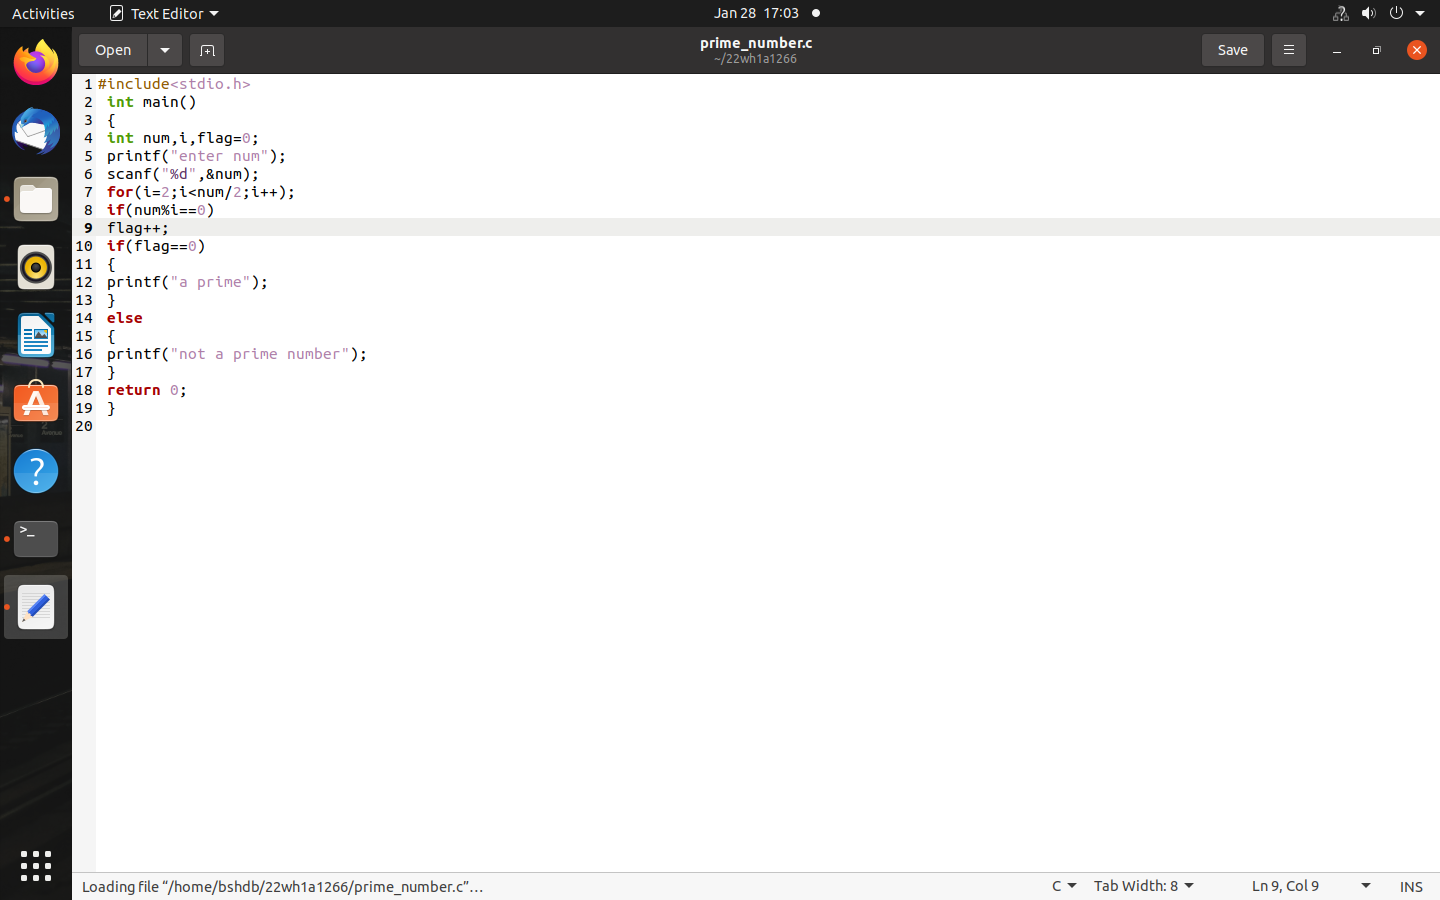 Activities Text Editor Jan 28 17:03
Open prime_number.c Save
~/22wh1a1266
1 #include<stdio.h>
2 int main()
3 {
4 int num,i,flag=0;
5 printf("enter num");
6 scanf("%d",&num);
7 for(i=2;i<num/2;i++);
8 if(num%i==0)
9 flag++;
10 if(flag==0)
11 {
12 printf("a prime");
13 }
14 else
15 {
16 printf("not a prime number");
17 }
18 return 0;
19 }
20
Loading file “/home/bshdb/22wh1a1266/prime_number.c”… C Tab Width: 8 Ln 9, Col 9 INS